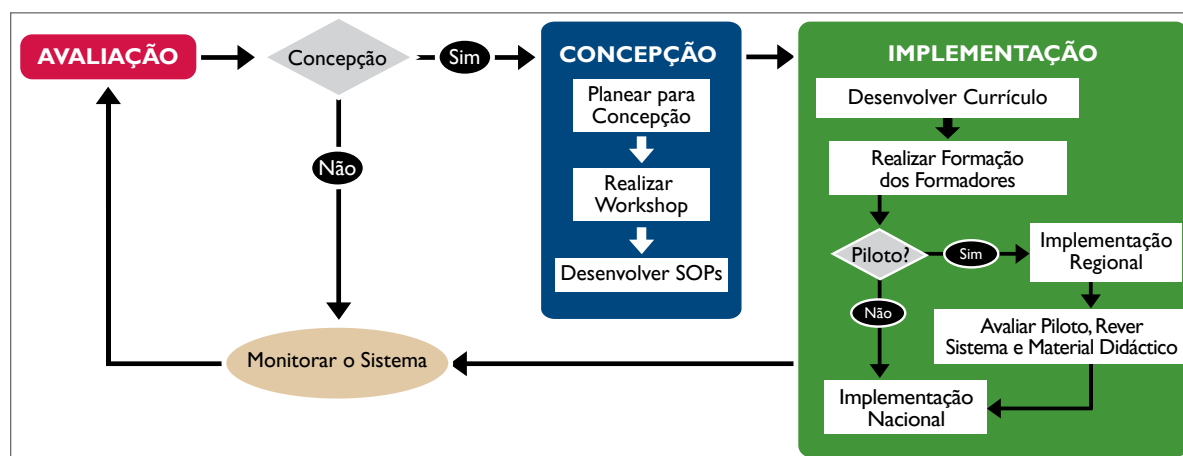 AVALIAÇÃO
Concepção
Sim
Não
CONCEPÇÃO
Planear para
Concepção
Realizar
Workshop
Desenvolver SOPs
IMPLEMENTAÇÃO
Desenvolver Currículo
Realizar Formação
dos Formadores
Piloto?
Sim
Implementação
Regional
Não
Avaliar Piloto, Rever
Sistema e Material Didáctico
Implementação
Nacional
Monitorar o Sistema